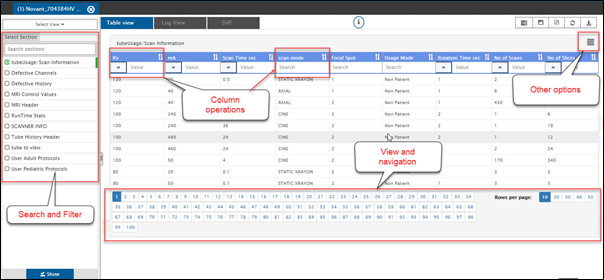 (1) Novant_704384HV ...
Select View
Select Section
Search sections
tubeUsage: Scan Information
Defective Channels
Defective History
MRI Control Values
MRI Header
RunTime Stats
SCANNER INFO
Tube History Header
tube to view
User Adult Protocols
User Pediatric Protocols
Search and Filter
Show
Table view Log View Diff
tubeUsage: Scan Information
Kv mA Scan Time sec scan mode Focal Spot Usage Mode Rotation Time sec No of Scans No of Slices
= Value = Value = Value Search Search Search = Value = Value = Value
120 20 0.5 STATIC XRAYON 2 Non Patient 2
120 40 AXIAL 1 Non Patient 2 6
120 40 AXIAL 1 Non Patient 430
100 240 CINE 2 Non Patient 2 1 8
100 240 36 CINE 2 Non Patient 2 1 18
100 480 24 CINE 2 Non Patient 2 1 12
100 460 24 CINE 2 Non Patient 2
100 50 4 CINE 2 Non Patient 170 340
80 20 0.5 STATIC XRAYON 2 Non Patient
80 50 0.5 STATIC XRAYON 1 Non Patient 3
Column
operations
Other options
View and
navigation
1 2 3 4 5 6 7 8 9 10 11 12 13 14 15 16 17 18 19 20 21 22 23 24 25 26 27 28 29 30 31 32 33 34
Rows per page: 10 20 30 40 50
35 36 37 38 39 40 41 42 43 44 45 46 47 48 49 50 51 52 53 54 55 56 57 58 59 60 61 62 63 64 65 66
67 68 69 70 71 72 73 74 75 76 77 78 79 80 81 82 83 84 85 86 87 88 89 90 91 92 93 94 95 96 97 98
99 100